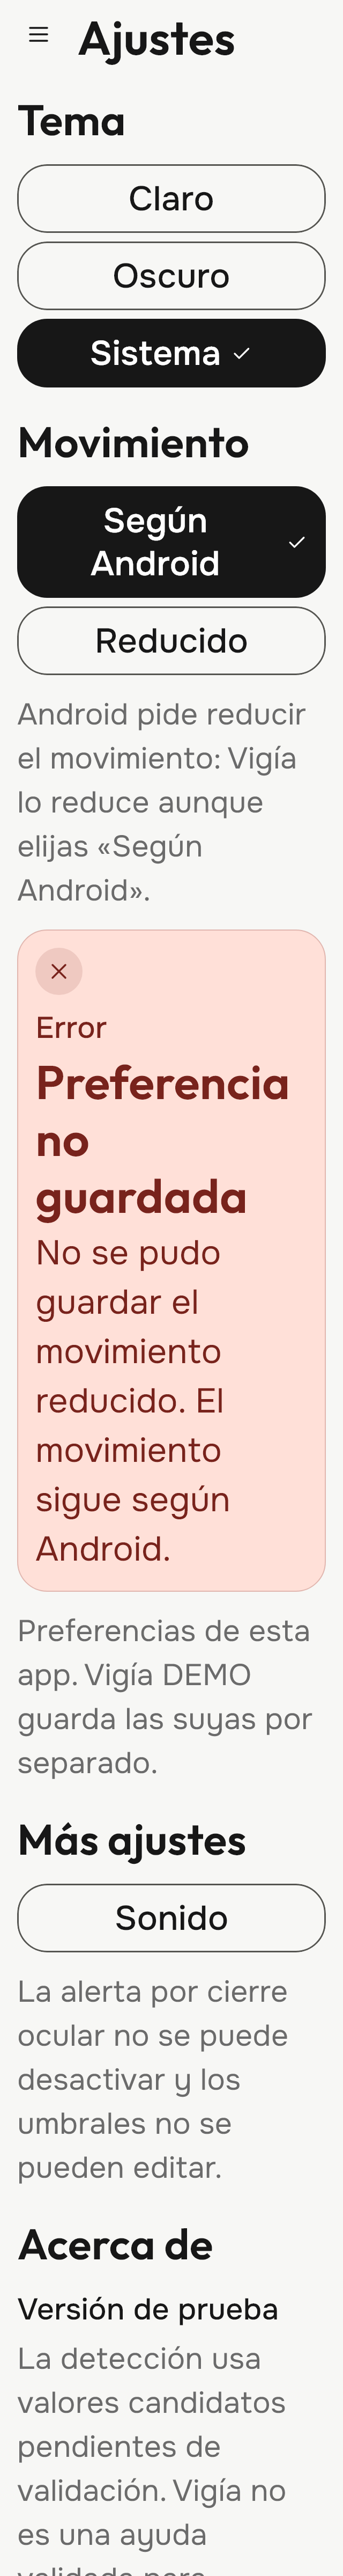 Ajustes
Tema
Claro
Oscuro
Sistema
Movimiento
Según
Android
Reducido
Android pide reducir
el movimiento: Vigía
lo reduce aunque
elijas «Según
Android».
Error
Preferencia
no
guardada
No se pudo
guardar el
movimiento
reducido. El
movimiento
sigue según
Android.
Preferencias de esta
app. Vigía DEMO
guarda las suyas por
separado.
Más ajustes
Sonido
La alerta por cierre
ocular no se puede
desactivar y los
umbrales no se
pueden editar.
Acerca de
Versión de prueba
La detección usa
valores candidatos
pendientes de
validación. Vigía no
es una ayuda